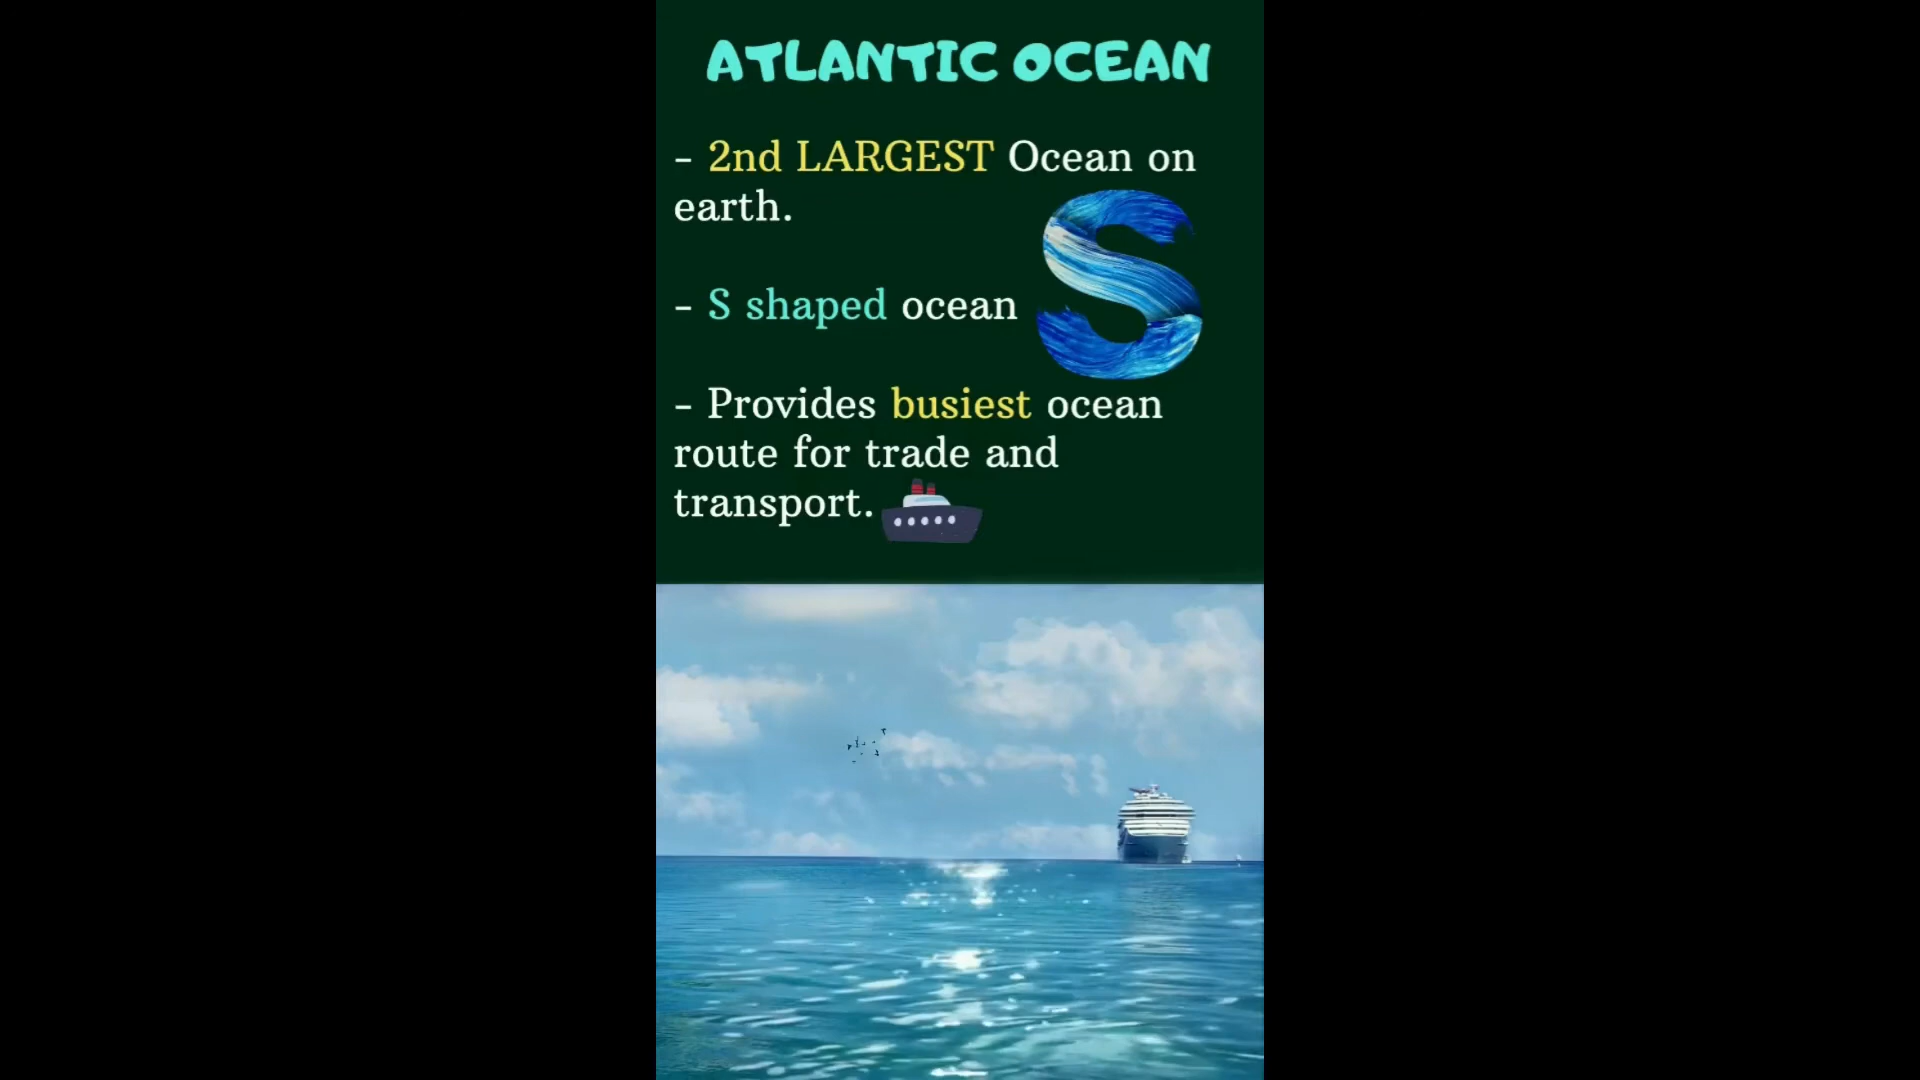 ATLANTIC OCEAN
- 2nd LARGEST Ocean on
earth.
S
- S shaped ocean
- Provides busiest ocean
route for trade and
transport.